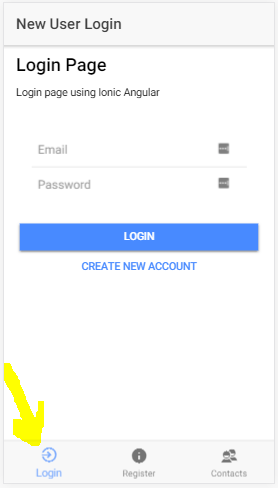 New User Login
Login Page
Login page using Ionic Angular
Email
Password
LOGIN
CREATE NEW ACCOUNT
Login Register Contacts